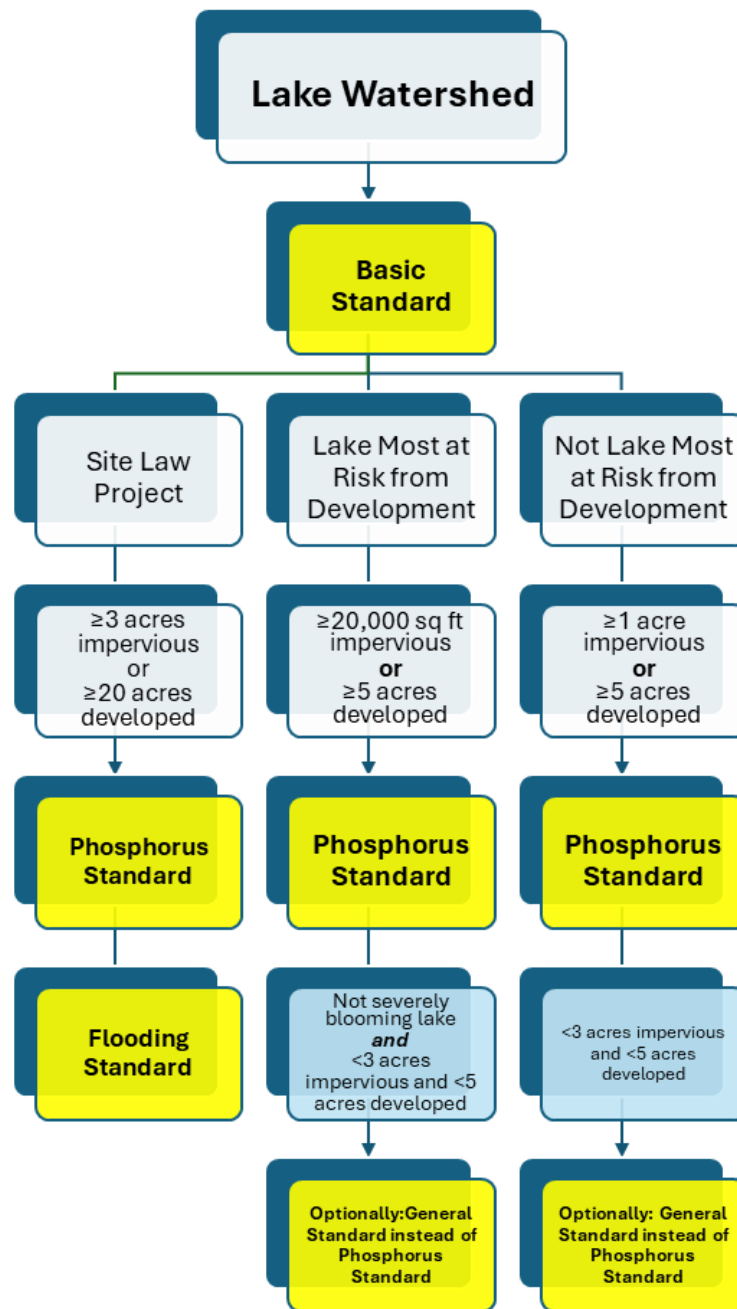 Lake Watershed
Basic
Standard
Site Law
Project
Lake Most at
Risk from
Development
Not Lake Most
at Risk from
Development
≥3 acres
impervious
or
≥20 acres
developed
≥20,000 sq ft
impervious
or
≥5 acres
developed
≥1 acre
impervious
or
≥5 acres
developed
Phosphorus
Standard
Phosphorus
Standard
Phosphorus
Standard
Flooding
Standard
Not severely
blooming lake
and
<3 acres
impervious and <5
acres developed
<3 acres impervious
and <5 acres
developed
Optionally:General
Standard instead of
Phosphorus
Standard
Optionally: General
Standard instead of
Phosphorus
Standard